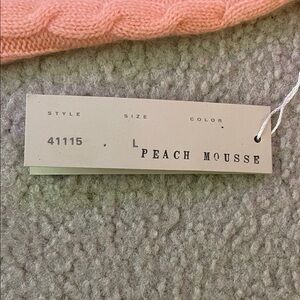 STYLE SIZE COLOR
41115 . L PEACH MOUSSE